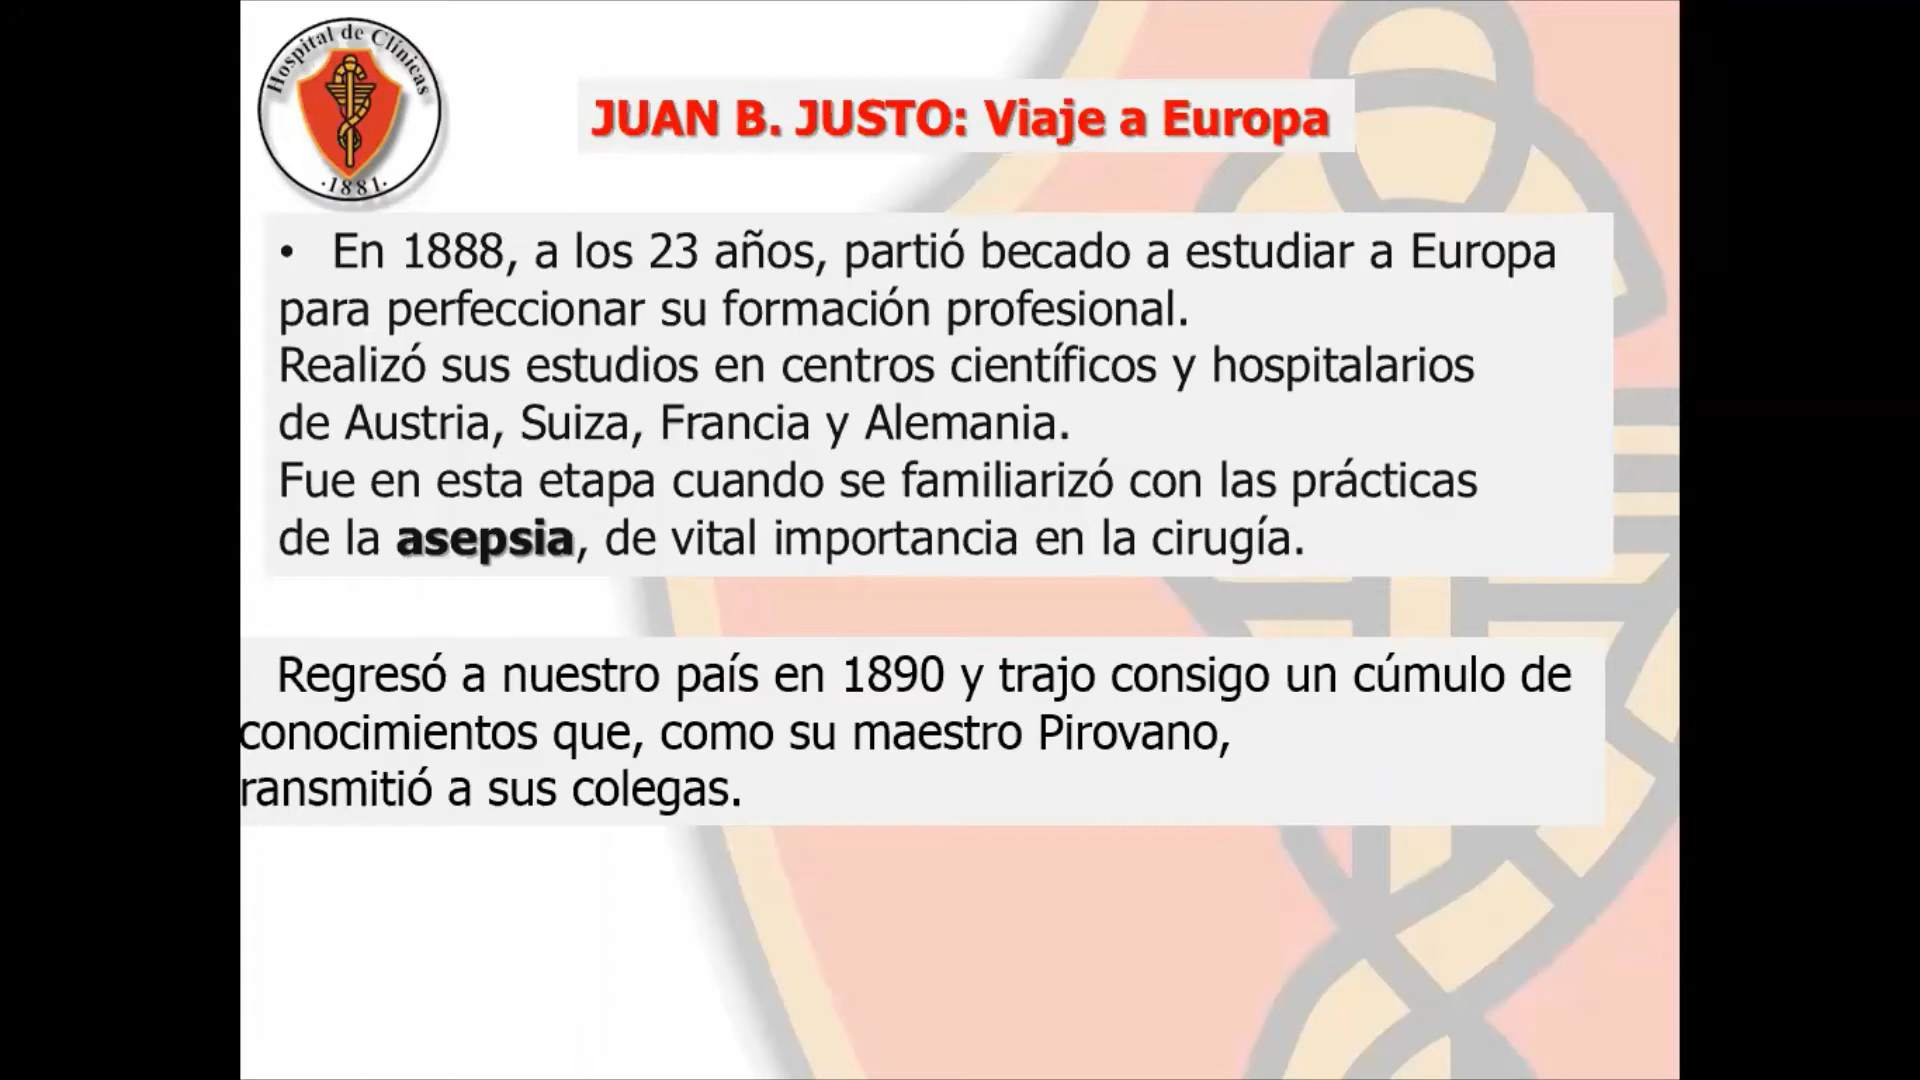 Hospital de Clínicas
·1881·
JUAN B. JUSTO: Viaje a Europa
• En 1888, a los 23 años, partió becado a estudiar a Europa
para perfeccionar su formación profesional.
Realizó sus estudios en centros científicos y hospitalarios
de Austria, Suiza, Francia y Alemania.
Fue en esta etapa cuando se familiarizó con las prácticas
de la asepsia, de vital importancia en la cirugía.
Regresó a nuestro país en 1890 y trajo consigo un cúmulo de
conocimientos que, como su maestro Pirovano,
ransmitió a sus colegas.